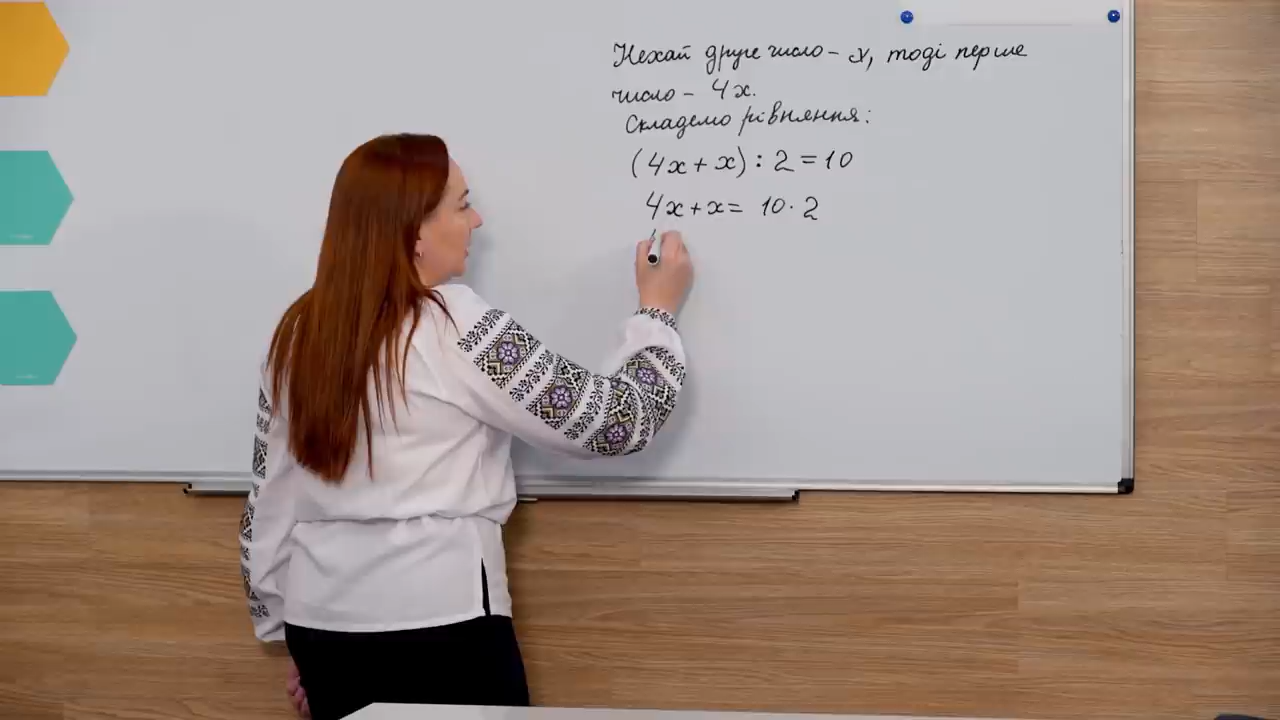 Нехай друге число – x, тоді перше
число – 4x.
Складемо рівняння:
(4x + x) : 2 = 10
4x + x = 10 · 2